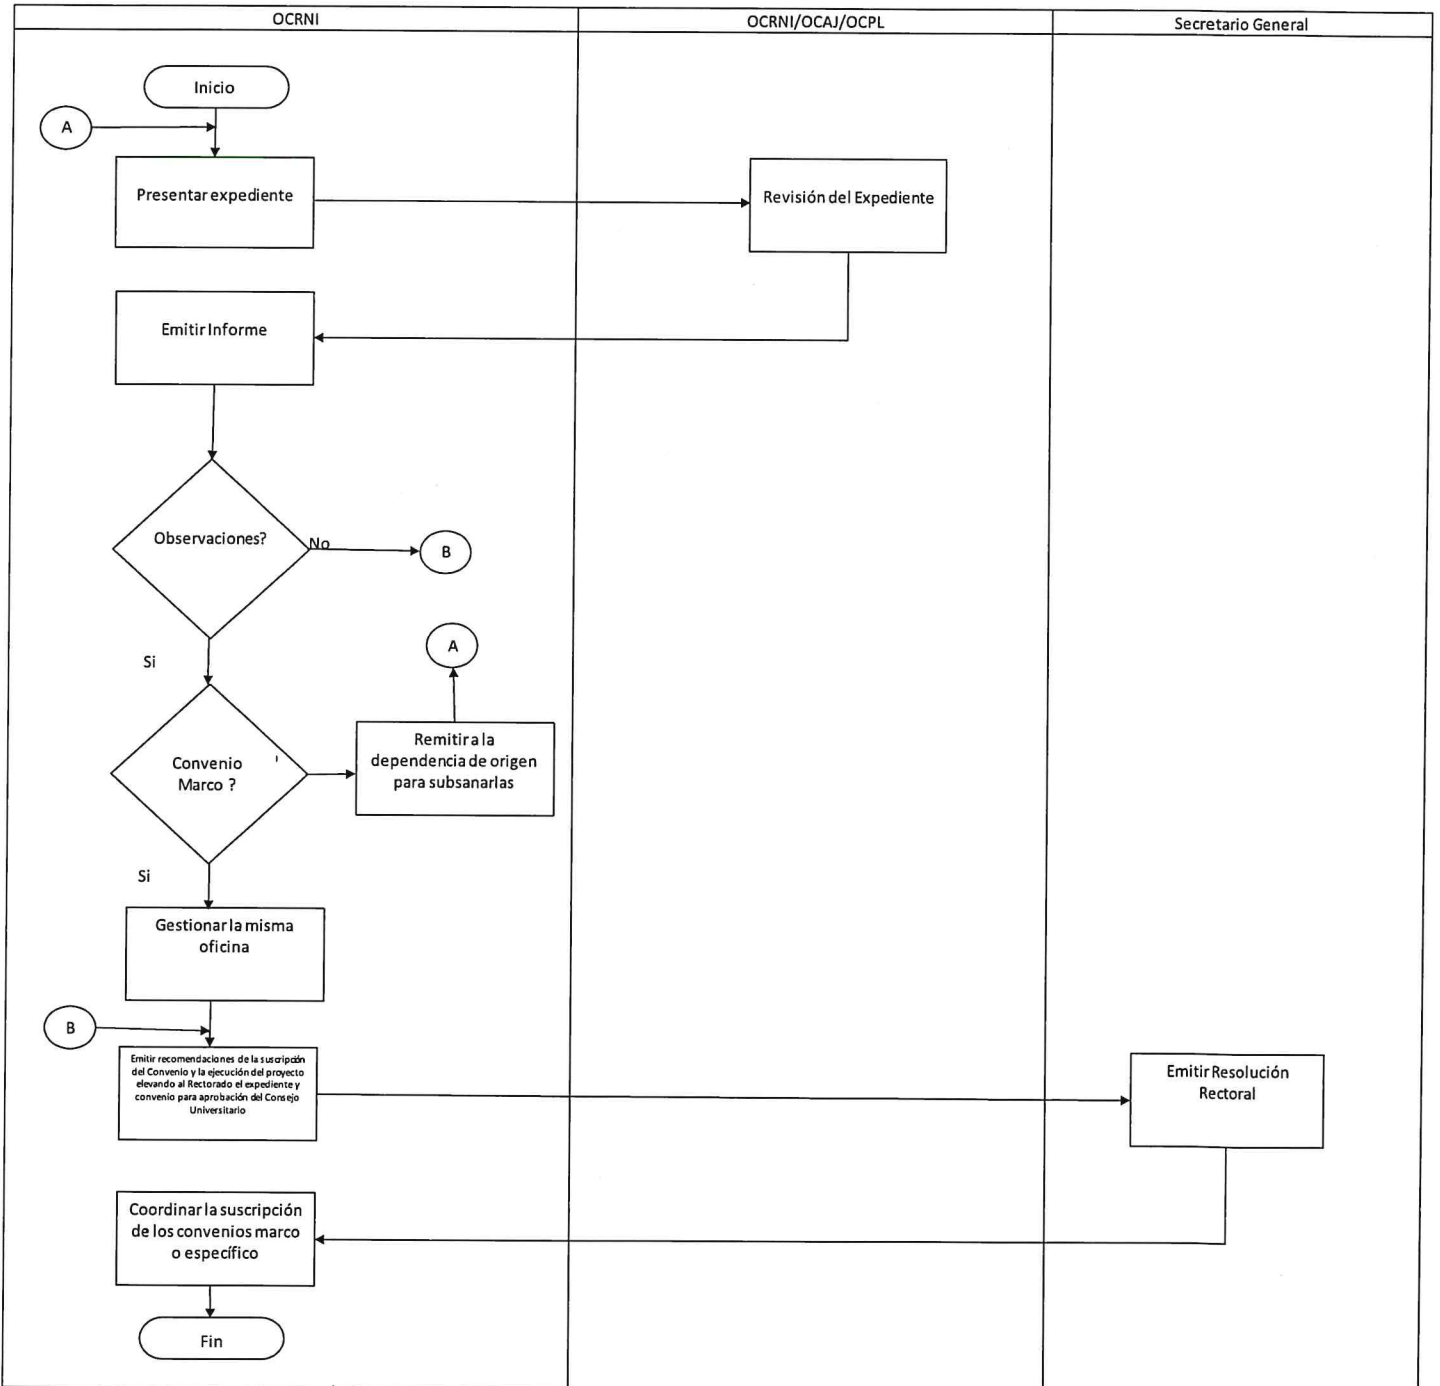 OCRNI
OCRNI/OCAJ/OCPL
Secretario General
Inicio
A
Presentar expediente
Revisión del Expediente
Emitir Informe
Observaciones?
No
B
Si
A
Convenio
Marco ?
Remitir a la
dependencia de origen
para subsanarlas
Si
Gestionar la misma
oficina
B
Emitir recomendaciones de la suscripción
del Convenio y la ejecución del proyecto
elevando al Rectorado el expediente y
convenio para aprobación del Consejo
Universitario
Emitir Resolución
Rectoral
Coordinar la suscripción
de los convenios marco
o específico
Fin